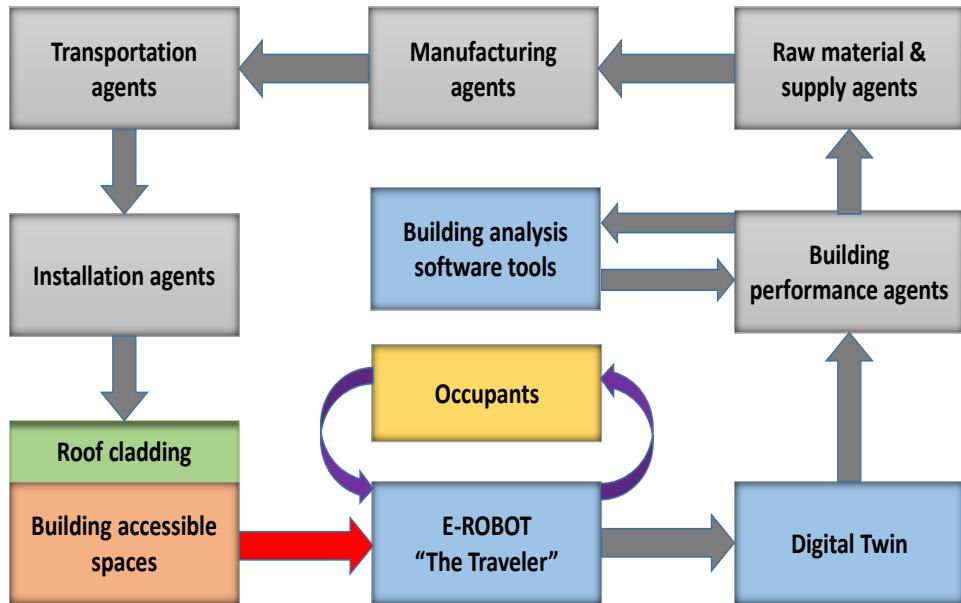 Transportation
agents
Manufacturing
agents
Raw material &
supply agents
Installation agents
Building analysis
software tools
Building
performance agents
Occupants
Roof cladding
Building accessible
spaces
E-ROBOT
“The Traveler”
Digital Twin